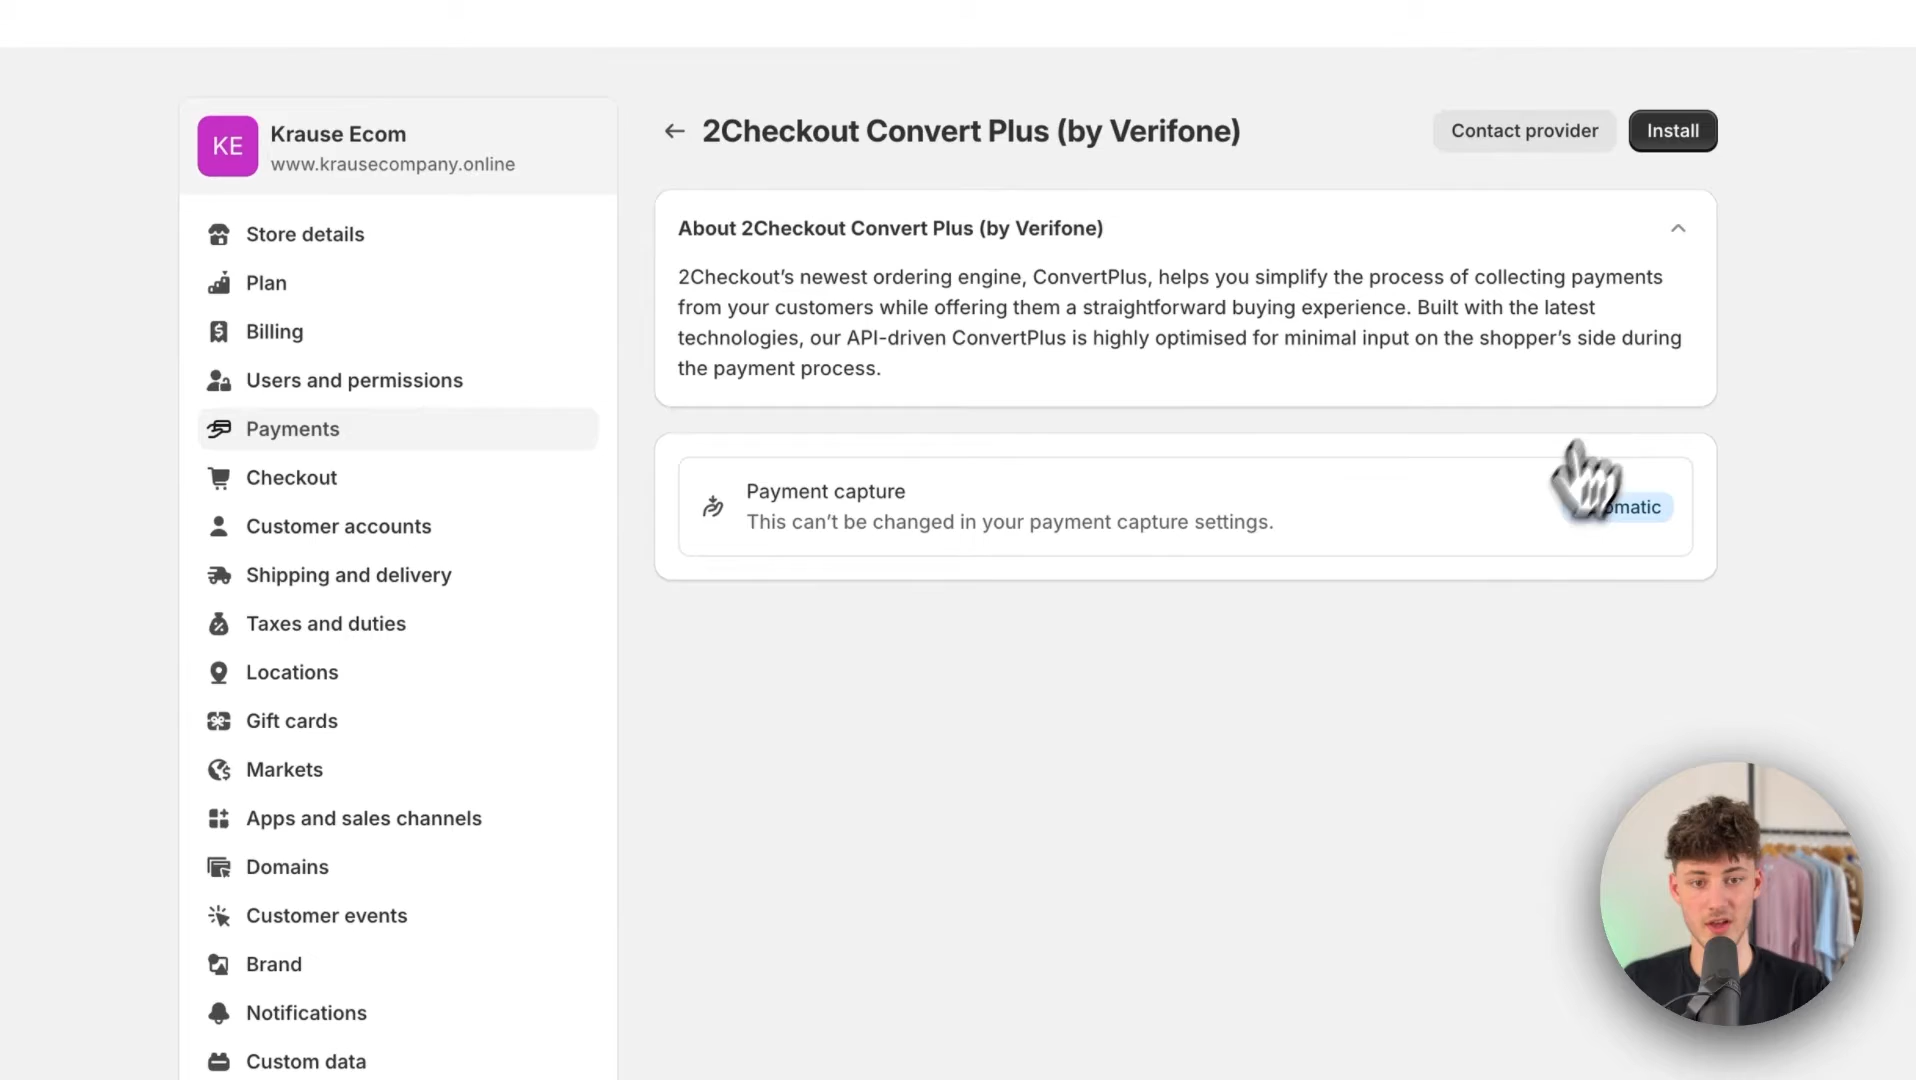 KE
Krause Ecom
www.krausecompany.online
Store details
Plan
Billing
Users and permissions
Payments
Checkout
Customer accounts
Shipping and delivery
Taxes and duties
Locations
Gift cards
Markets
Apps and sales channels
Domains
Customer events
Brand
Notifications
Custom data
2Checkout Convert Plus (by Verifone)
Contact provider
Install
About 2Checkout Convert Plus (by Verifone)
2Checkout’s newest ordering engine, ConvertPlus, helps you simplify the process of collecting payments
from your customers while offering them a straightforward buying experience. Built with the latest
technologies, our API-driven ConvertPlus is highly optimised for minimal input on the shopper’s side during
the payment process.
Payment capture
This can’t be changed in your payment capture settings.